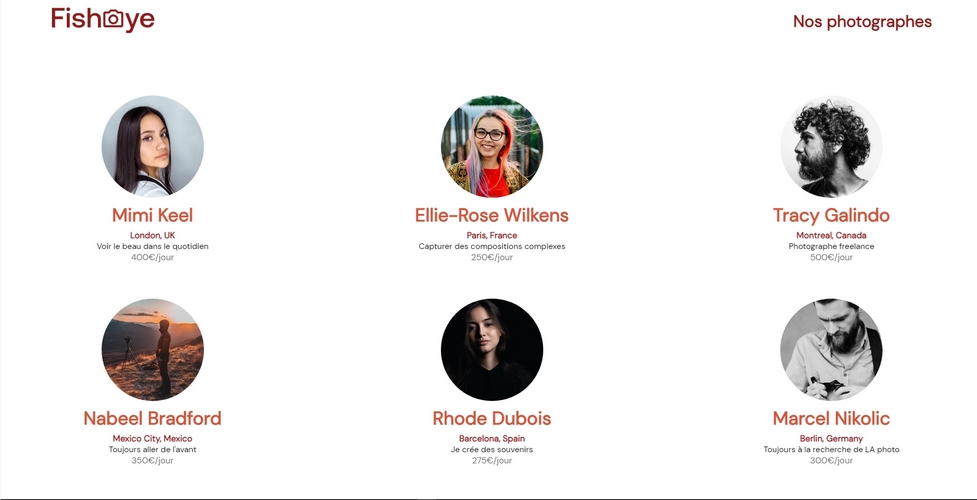 Fisheye
Nos photographes
Mimi Keel
London, UK
Voir le beau dans le quotidien
400€/jour
Ellie-Rose Wilkens
Paris, France
Capturer des compositions complexes
250€/jour
Tracy Galindo
Montreal, Canada
Photographe freelance
500€/jour
Nabeel Bradford
Mexico City, Mexico
Toujours aller de l'avant
350€/jour
Rhode Dubois
Barcelona, Spain
Je crée des souvenirs
275€/jour
Marcel Nikolic
Berlin, Germany
Toujours à la recherche de LA photo
300€/jour